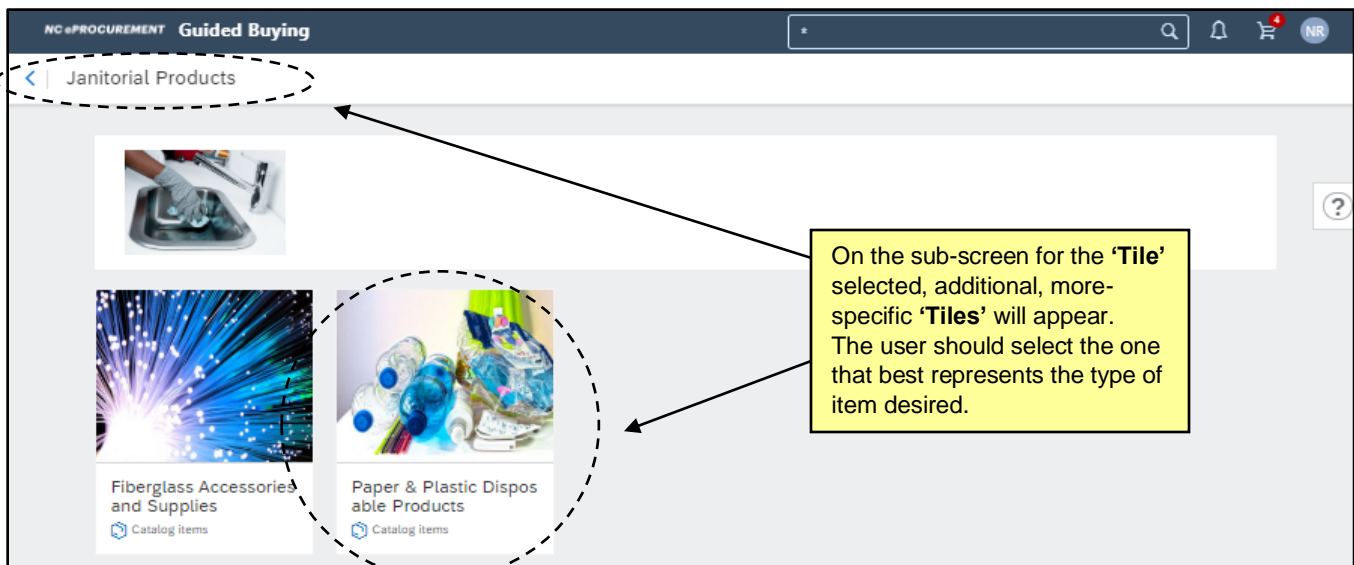 NC ePROCUREMENT Guided Buying
*
4
NR
Janitorial Products
?
On the sub-screen for the ‘Tile’
selected, additional, more-
specific ‘Tiles’ will appear.
The user should select the one
that best represents the type of
item desired.
Fiberglass Accessories
and Supplies
Catalog items
Paper & Plastic Dispos
able Products
Catalog items